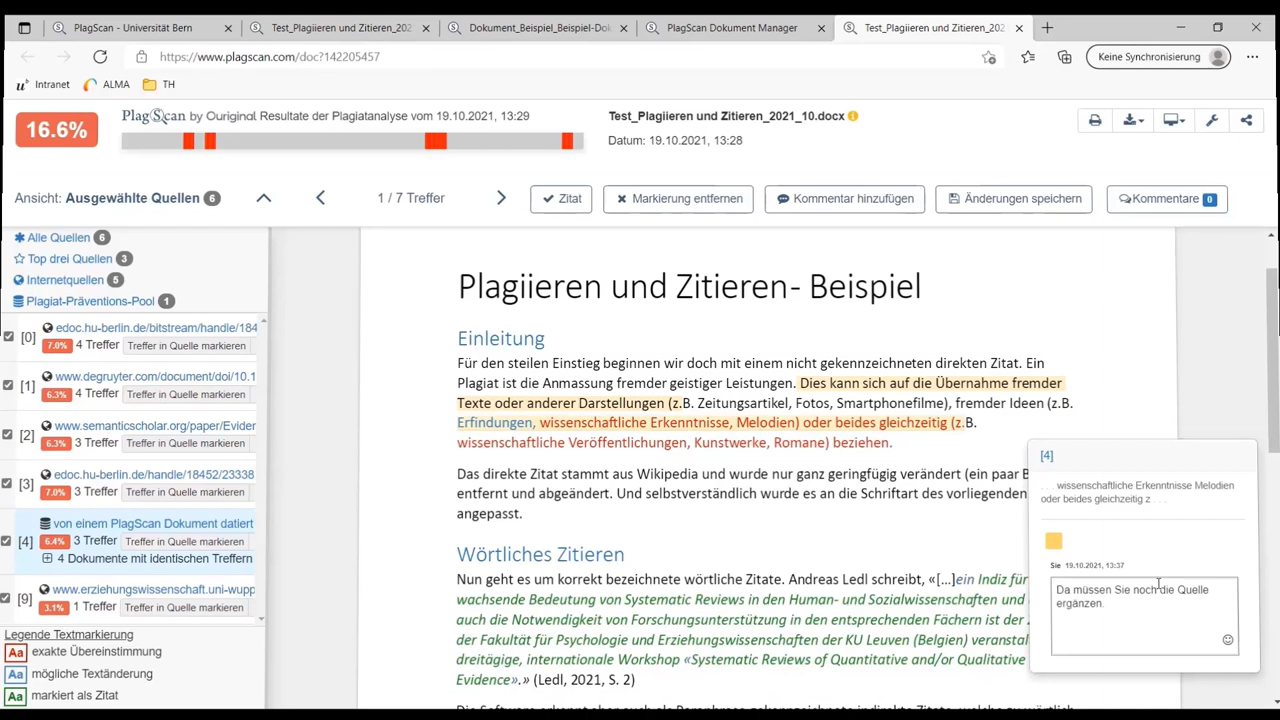 PlagScan - Universität Bern
Test_Plagiieren und Zitieren_202
Dokument_Beispiel_Beispiel-Dok
PlagScan Document Manager
Test_Plagiieren und Zitieren_202
https://www.plagscan.com/doc?142205457
Keine Synchronisierung
Intranet
ALMA
TH
16.6%
PlagScan by Ouriginal Resultate der Plagiatanalyse vom 19.10.2021, 13:29
Test_Plagiieren und Zitieren_2021_10.docx
Datum: 19.10.2021, 13:28
Ansicht: Ausgewählte Quellen 6
1 / 7 Treffer
Zitat
Markierung entfernen
Kommentar hinzufügen
Änderungen speichern
Kommentare 0
Alle Quellen 6
Top drei Quellen 3
Internetquellen 5
Plagiat-Präventions-Pool 1
[0] edoc.hu-berlin.de/bitstream/handle/184
7.0% 4 Treffer Treffer in Quelle markieren
[1] www.degruyter.com/document/doi/10.1
6.3% 4 Treffer Treffer in Quelle markieren
[2] www.semanticscholar.org/paper/Eviden
6.3% 3 Treffer Treffer in Quelle markieren
[3] edoc.hu-berlin.de/handle/18452/23338
7.0% 3 Treffer Treffer in Quelle markieren
[4] von einem PlagScan Dokument datiert
6.4% 3 Treffer Treffer in Quelle markieren
4 Dokumente mit identischen Treffern
[9] www.erziehungswissenschaft.uni-wupp
3.1% 1 Treffer Treffer in Quelle markieren
Legende Textmarkierung
Aa exakte Übereinstimmung
Aa mögliche Textänderung
Aa markiert als Zitat
Plagiieren und Zitieren- Beispiel
Einleitung
Für den steilen Einstieg beginnen wir doch mit einem nicht gekennzeichneten direkten Zitat. Ein
Plagiat ist die Anmassung fremder geistiger Leistungen. Dies kann sich auf die Übernahme fremder
Texte oder anderer Darstellungen (z.B. Zeitungsartikel, Fotos, Smartphonefilme), fremder Ideen (z.B.
Erfindungen, wissenschaftliche Erkenntnisse, Melodien) oder beides gleichzeitig (z.B.
wissenschaftliche Veröffentlichungen, Kunstwerke, Romane) beziehen.
Das direkte Zitat stammt aus Wikipedia und wurde nur ganz geringfügig verändert (ein paar B
entfernt und abgeändert. Und selbstverständlich wurde es an die Schriftart des vorliegenden
angepasst.
Wörtliches Zitieren
Nun geht es um korrekt bezeichnete wörtliche Zitate. Andreas Ledl schreibt, «[...]ein Indiz für
wachsende Bedeutung von Systematic Reviews in den Human- und Sozialwissenschaften und
auch die Notwendigkeit von Forschungsunterstützung in den entsprechenden Fächern ist der
der Fakultät für Psychologie und Erziehungswissenschaften der KU Leuven (Belgien) veranstal
dreitägige, internationale Workshop «Systematic Reviews of Quantitative and/or Qualitative
Evidence».» (Ledl, 2021, S. 2)
[4]
. . . wissenschaftliche Erkenntnisse Melodien
oder beides gleichzeitig z . . .
Sie 19.10.2021, 13:37
Da müssen Sie noch die Quelle
ergänzen.